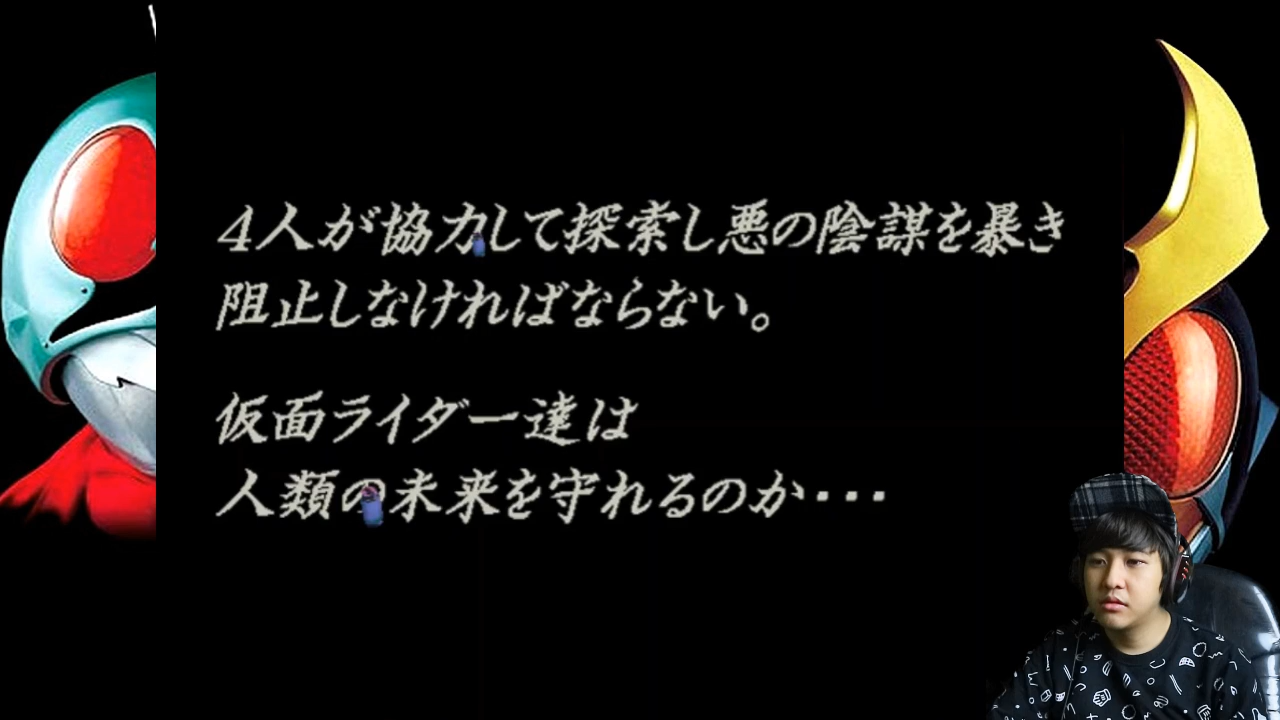 4人が協力して探索し悪の陰謀を暴き
阻止しなければならない。
仮面ライダー達は
人類の未来を守れるのか・・・